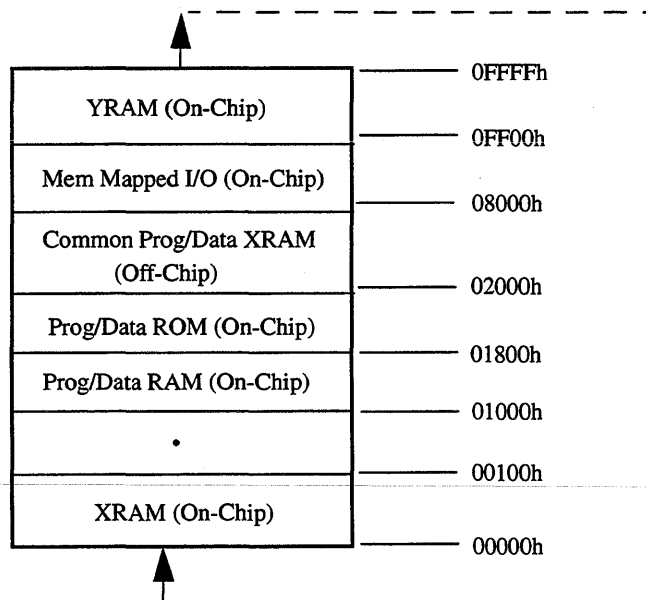 0FFFFh
YRAM (On-Chip)
0FF00h
Mem Mapped I/O (On-Chip)
08000h
Common Prog/Data XRAM
(Off-Chip)
02000h
Prog/Data ROM (On-Chip)
01800h
Prog/Data RAM (On-Chip)
01000h
00100h
XRAM (On-Chip)
00000h